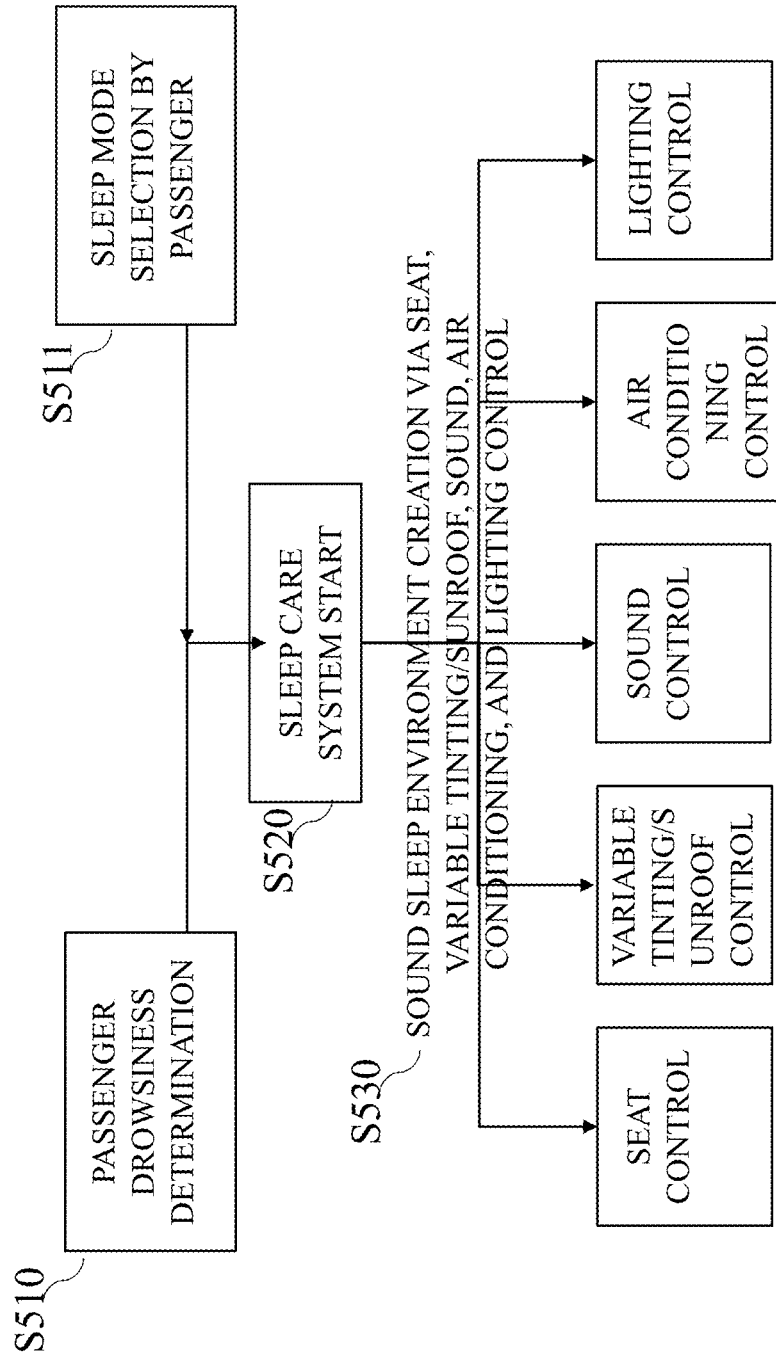 S510
PASSENGER
DROWSINESS
DETERMINATION
S511
SLEEP MODE
SELECTION BY
PASSENGER
S520
SLEEP CARE
SYSTEM START
S530
SOUND SLEEP ENVIRONMENT CREATION VIA SEAT,
VARIABLE TINTING/SUNROOF, SOUND, AIR
CONDITIONING, AND LIGHTING CONTROL
SEAT
CONTROL
VARIABLE
TINTING/S
UNROOF
CONTROL
SOUND
CONTROL
AIR
CONDITIO
NING
CONTROL
LIGHTING
CONTROL